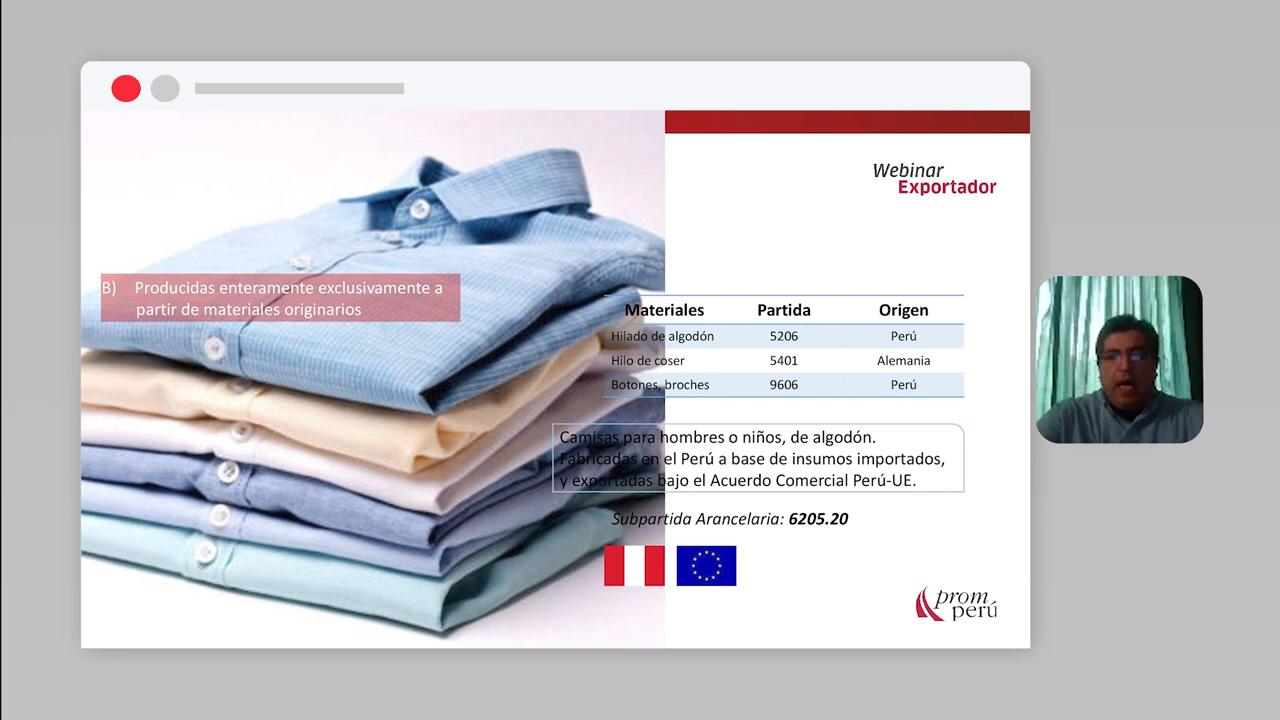 Webinar
Exportador
B) Producidas enteramente exclusivamente a
partir de materiales originarios
Materiales Partida Origen
Hilado de algodón 5206 Perú
Hilo de coser 5401 Alemania
Botones, broches 9606 Perú
Camisas para hombres o niños, de algodón.
Fabricadas en el Perú a base de insumos importados,
y exportadas bajo el Acuerdo Comercial Perú-UE.
Subpartida Arancelaria: 6205.20
prom
perú